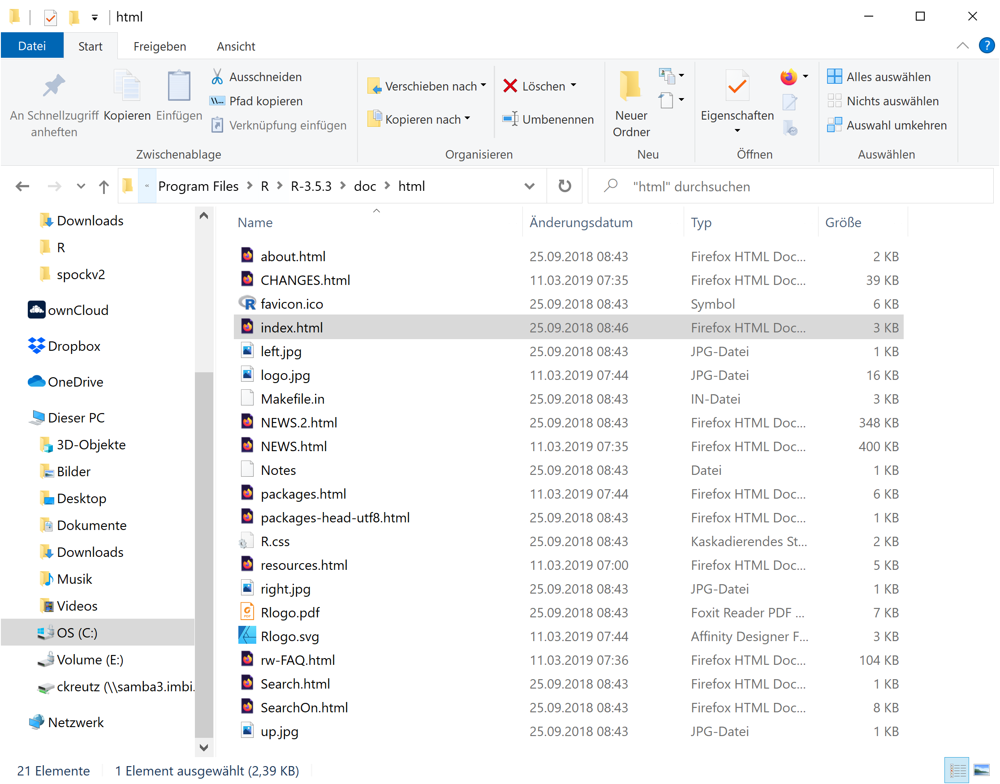 html
Datei Start Freigeben Ansicht
An Schnellzugriff anheften
Kopieren
Einfügen
Ausschneiden
Pfad kopieren
Verknüpfung einfügen
Zwischenablage
Verschieben nach
Kopieren nach
Löschen
Umbenennen
Organisieren
Neuer Ordner
Neu
Eigenschaften
Öffnen
Alles auswählen
Nichts auswählen
Auswahl umkehren
Auswählen
« Program Files > R > R-3.5.3 > doc > html
"html" durchsuchen
Downloads
R
spockv2
ownCloud
Dropbox
OneDrive
Dieser PC
3D-Objekte
Bilder
Desktop
Dokumente
Downloads
Musik
Videos
OS (C:)
Volume (E:)
ckreutz (\\samba3.imbi.
Netzwerk
Name Änderungsdatum Typ Größe
about.html 25.09.2018 08:43 Firefox HTML Doc... 2 KB
CHANGES.html 11.03.2019 07:35 Firefox HTML Doc... 39 KB
favicon.ico 25.09.2018 08:43 Symbol 6 KB
index.html 25.09.2018 08:46 Firefox HTML Doc... 3 KB
left.jpg 25.09.2018 08:43 JPG-Datei 1 KB
logo.jpg 11.03.2019 07:44 JPG-Datei 16 KB
Makefile.in 25.09.2018 08:43 IN-Datei 3 KB
NEWS.2.html 25.09.2018 08:43 Firefox HTML Doc... 348 KB
NEWS.html 11.03.2019 07:35 Firefox HTML Doc... 400 KB
Notes 25.09.2018 08:43 Datei 1 KB
packages.html 11.03.2019 07:44 Firefox HTML Doc... 6 KB
packages-head-utf8.html 25.09.2018 08:43 Firefox HTML Doc... 1 KB
R.css 25.09.2018 08:43 Kaskadierendes St... 2 KB
resources.html 11.03.2019 07:00 Firefox HTML Doc... 5 KB
right.jpg 25.09.2018 08:43 JPG-Datei 1 KB
Rlogo.pdf 25.09.2018 08:43 Foxit Reader PDF ... 7 KB
Rlogo.svg 11.03.2019 07:44 Affinity Designer F... 3 KB
rw-FAQ.html 11.03.2019 07:36 Firefox HTML Doc... 104 KB
Search.html 25.09.2018 08:43 Firefox HTML Doc... 1 KB
SearchOn.html 25.09.2018 08:43 Firefox HTML Doc... 8 KB
up.jpg 25.09.2018 08:43 JPG-Datei 1 KB
21 Elemente 1 Element ausgewählt (2,39 KB)